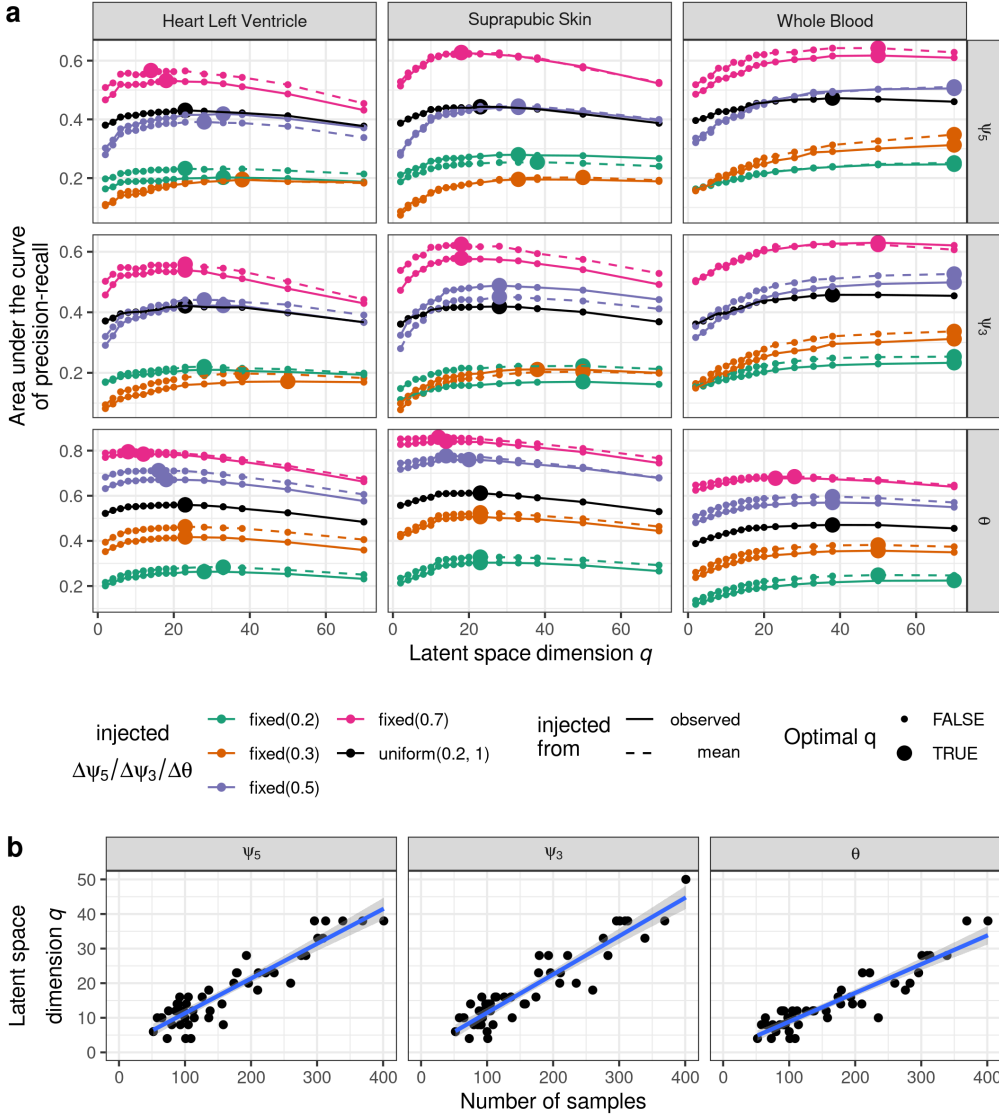 a
Heart Left Ventricle
Suprapubic Skin
Whole Blood
Area under the curve
of precision-recall
0.6
0.4
0.2
ψ5
0.6
0.4
0.2
ψ3
0.8
0.6
0.4
0.2
θ
0 20 40 60
0 20 40 60
0 20 40 60
Latent space dimension q
injected
Δψ5/Δψ3/Δθ
fixed(0.2)
fixed(0.3)
fixed(0.5)
fixed(0.7)
uniform(0.2, 1)
injected
from
observed
mean
Optimal q
FALSE
TRUE
b
ψ5
ψ3
θ
Latent space
dimension q
50
40
30
20
10
0
0 100 200 300 400
0 100 200 300 400
0 100 200 300 400
Number of samples